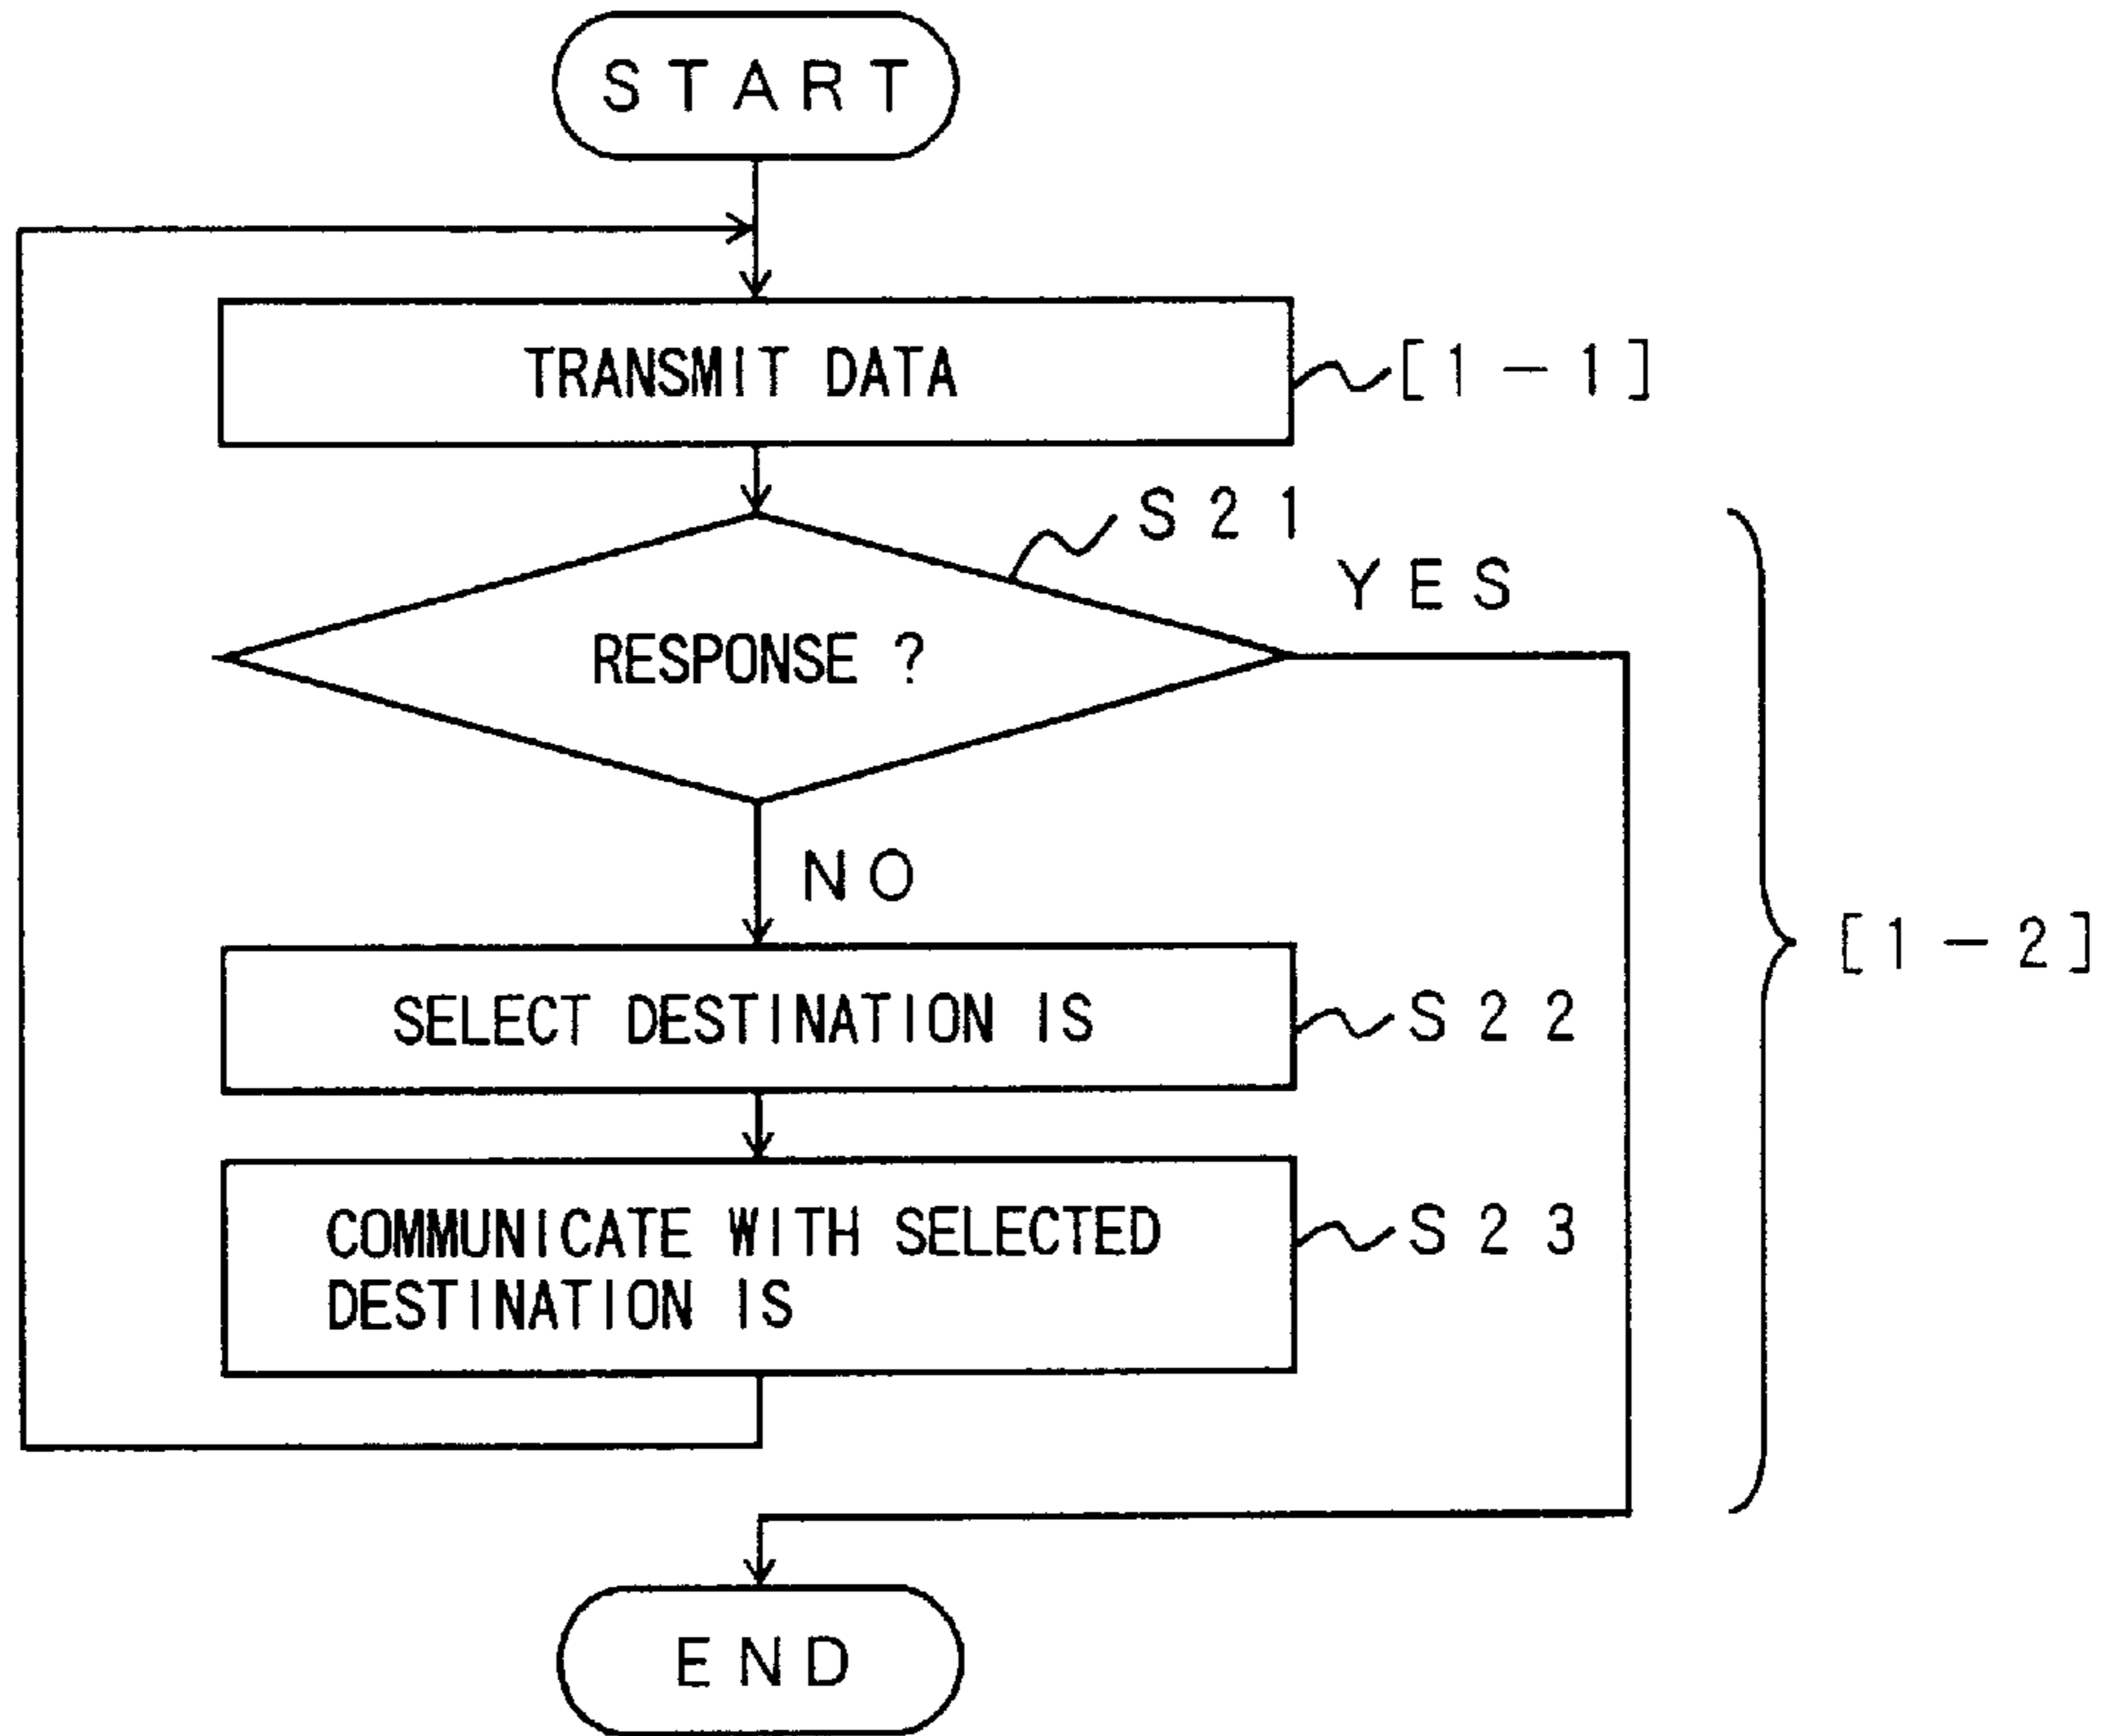 START
TRANSMIT DATA
[1-1]
S21
YES
RESPONSE ?
NO
[1-2]
SELECT DESTINATION IS
S22
COMMUNICATE WITH SELECTED
DESTINATION IS
S23
END